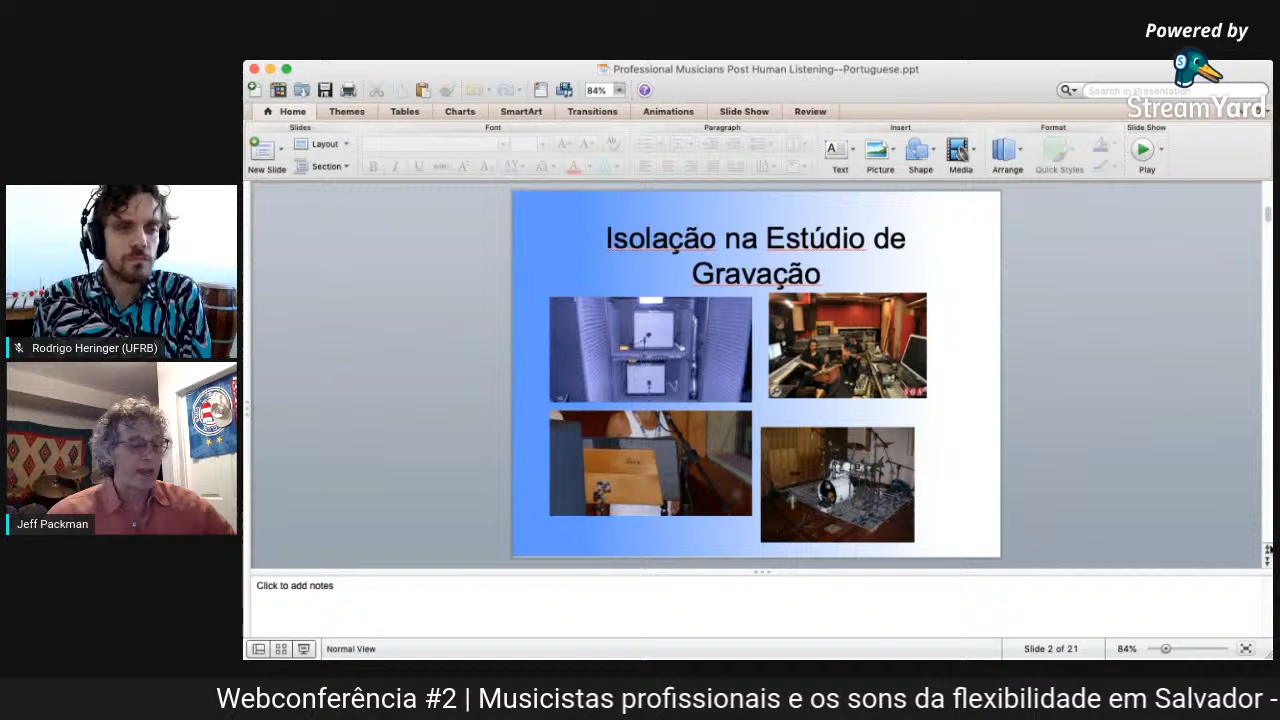 Powered by
StreamYard
Professional Musicians Post Human Listening--Portuguese.ppt
84%
Search in Presentation
Home
Themes
Tables
Charts
SmartArt
Transitions
Animations
Slide Show
Review
Slides
Font
Paragraph
Insert
Format
Slide Show
New Slide
Layout
Section
Text
Picture
Shape
Media
Arrange
Quick Styles
Play
Isolação na Estúdio de
Gravação
Rodrigo Heringer (UFRB)
Jeff Packman
Click to add notes
Normal View
Slide 2 of 21
84%
Webconferência #2 | Musicistas profissionais e os sons da flexibilidade em Salvador -